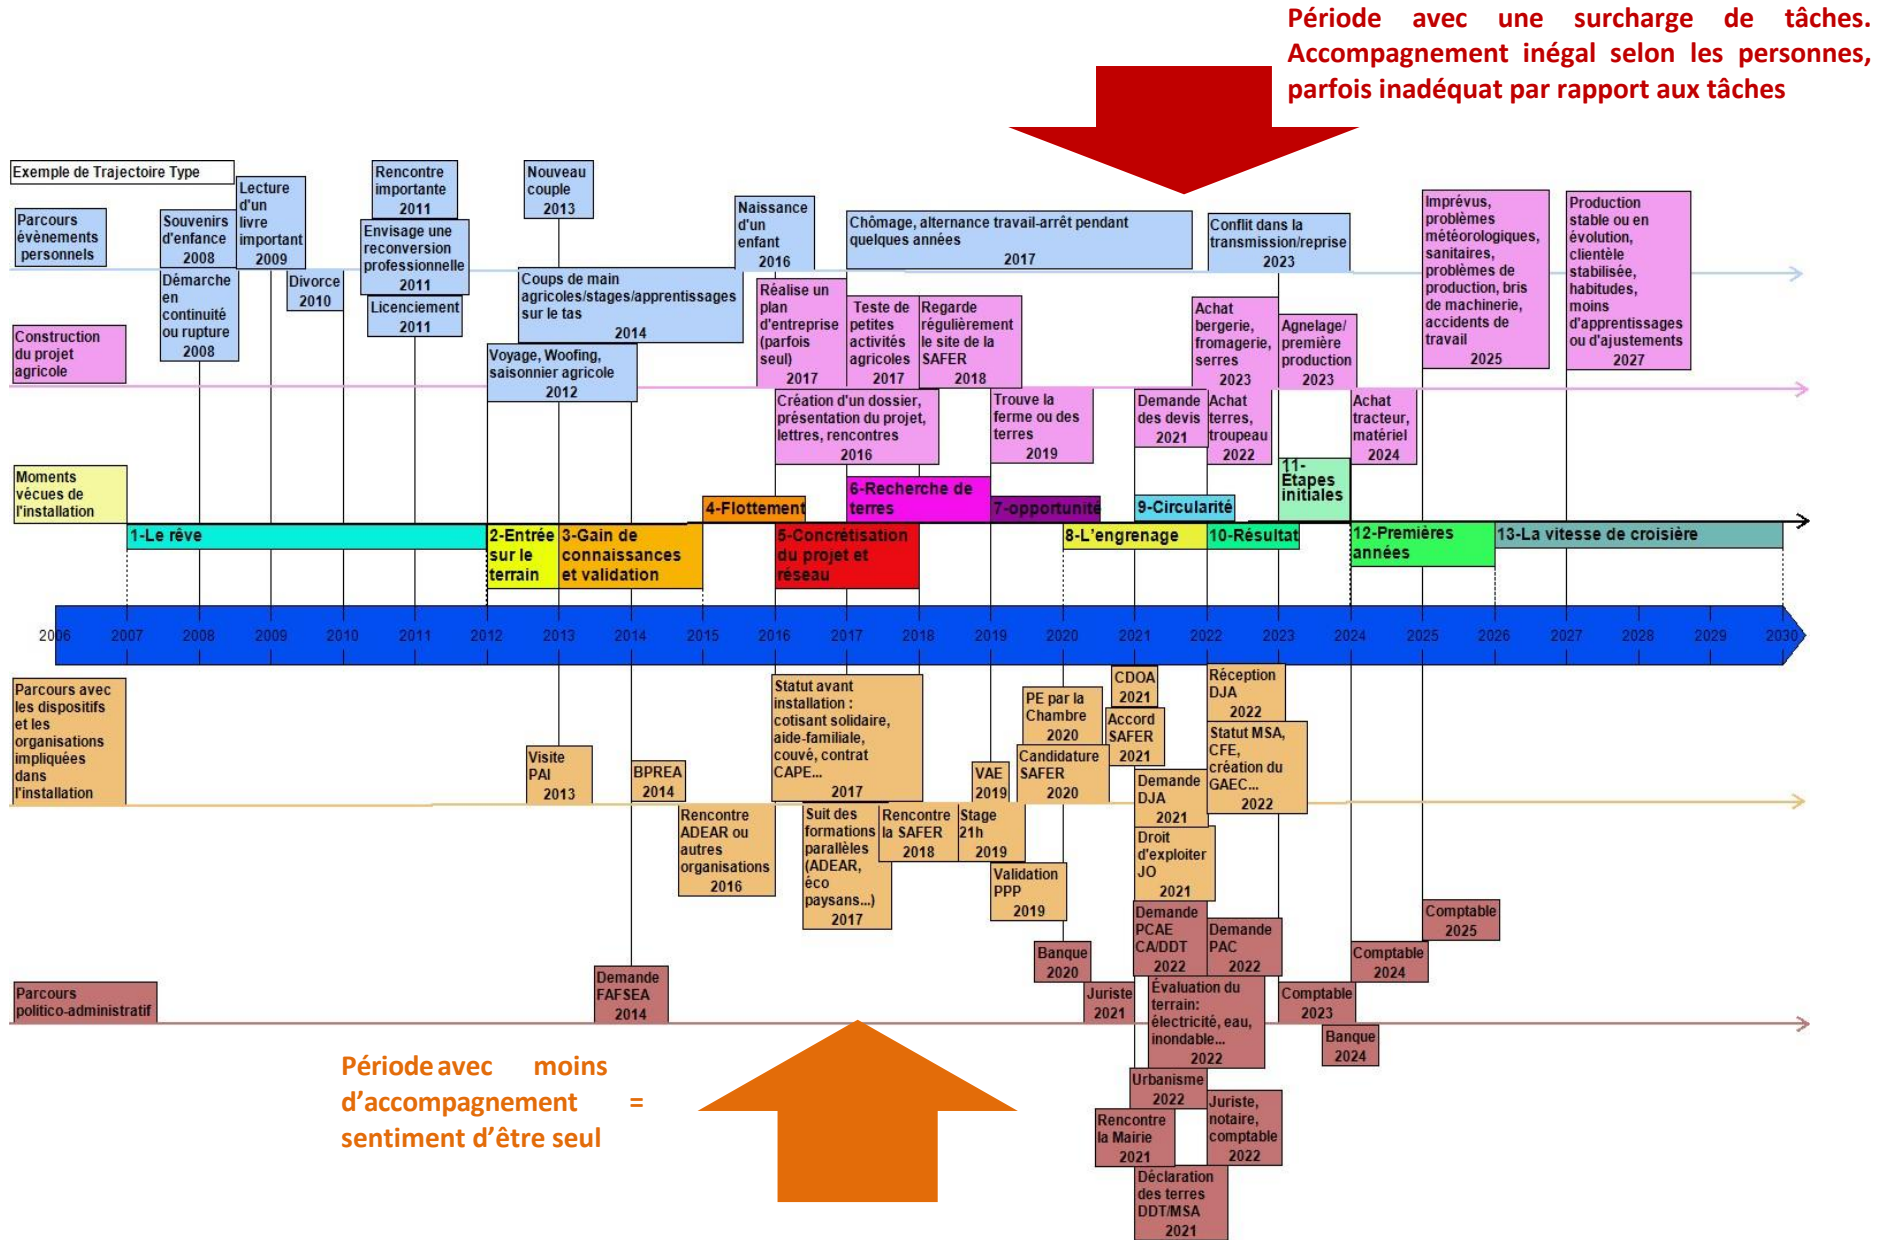 Période avec une surcharge de tâches.
Accompagnement inégal selon les personnes,
parfois inadéquat par rapport aux tâches
Exemple de Trajectoire Type
Parcours
évènements
personnels
Souvenirs
d'enfance
2008
Lecture
d'un
livre
important
2009
Démarche
en
continuité
ou rupture
2008
Divorce
2010
Rencontre
importante
2011
Envisage une
reconversion
professionnelle
2011
Licenciement
2011
Nouveau
couple
2013
Coups de main
agricoles/stages/apprentissages
sur le tas
2014
Voyage, Woofing,
saisonnier agricole
2012
Naissance
d'un
enfant
2016
Chômage, alternance travail-arrêt pendant
quelques années
2017
Conflit dans la
transmission/reprise
2023
Construction
du projet
agricole
Réalise un
plan
d'entreprise
(parfois
seul)
2017
Teste de
petites
activités
agricoles
2017
Regarde
régulièrement
le site de la
SAFER
2018
Création d'un dossier,
présentation du projet,
lettres, rencontres
2016
Trouve la
ferme ou des
terres
2019
Demande
des devis
2021
Achat
bergerie,
fromagerie,
serres
2023
Achat
terres,
troupeau
2022
Agnelage/
première
production
2023
Achat
tracteur,
matériel
2024
Imprévus,
problèmes
météorologiques,
sanitaires,
problèmes de
production, bris
de machinerie,
accidents de
travail
2025
Production
stable ou en
évolution,
clientèle
stabilisée,
habitudes,
moins
d'apprentissages
ou d'ajustements
2027
Moments
vécues de
l'installation
1-Le rêve
2-Entrée
sur le
terrain
3-Gain de
connaissances
et validation
4-Flottement
5-Concrétisation
du projet et
réseau
6-Recherche de
terres
7-opportunité
8-L'engrenage
9-Circularité
10-Résultat
11-
Étapes
initiales
12-Premières
années
13-La vitesse de croisière
2006 2007 2008 2009 2010 2011 2012 2013 2014 2015 2016 2017 2018 2019 2020 2021 2022 2023 2024 2025 2026 2027 2028 2029 2030
Parcours avec
les dispositifs
et les
organisations
impliquées
dans
l'installation
Visite
PAI
2013
BPREA
2014
Rencontre
ADEAR ou
autres
organisations
2016
Statut avant
installation :
cotisant solidaire,
aide-familiale,
couvé, contrat
CAPE...
2017
Suit des
formations
parallèles
(ADEAR,
éco
paysans...)
2017
Rencontre
la SAFER
2018
VAE
2019
Stage
21h
2019
Validation
PPP
2019
PE par la
Chambre
2020
Candidature
SAFER
2020
CDOA
2021
Accord
SAFER
2021
Demande
DJA
2021
Droit
d'exploiter
JO
2021
Réception
DJA
2022
Statut MSA,
CFE,
création du
GAEC...
2022
Parcours
politico-administratif
Demande
FAFSEA
2014
Banque
2020
Juriste
2021
Demande
PCAE
CA/DDT
2022
Demande
PAC
2022
Évaluation du
terrain:
électricité, eau,
inondable...
2022
Urbanisme
2022
Rencontre
la Mairie
2021
Juriste,
notaire,
comptable
2022
Déclaration
des terres
DDT/MSA
2021
Comptable
2023
Banque
2024
Comptable
2024
Comptable
2025
Période avec moins
d'accompagnement =
sentiment d'être seul